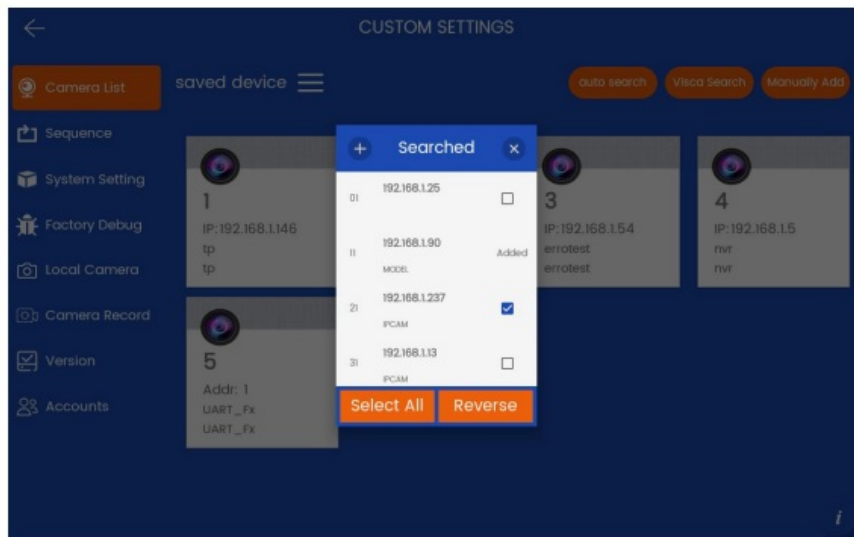 CUSTOM SETTINGS
Camera List
saved device
auto search
Visca Search
Manually Add
Sequence
System Setting
Factory Debug
Local Camera
Camera Record
Version
Accounts
1
IP:192.168.1.146
tp
tp
3
IP:192.168.1.54
errotest
errotest
4
IP:192.168.1.5
nvr
nvr
5
Addr: 1
UART_Fx
UART_Fx
+ Searched ×
01 192.168.1.25
11 192.168.1.90 Added
MODEL
21 192.168.1.237
IPCAM
31 192.168.1.13
IPCAM
Select All
Reverse
i